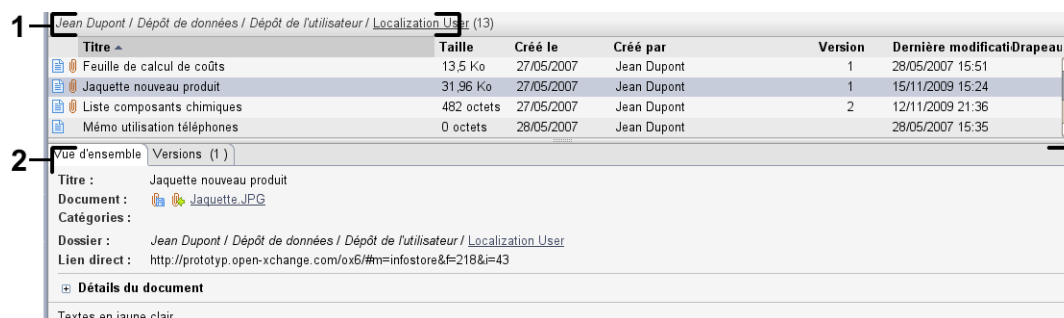 1
Jean Dupont / Dépôt de données / Dépôt de l'utilisateur / Localization User (13)
Titre Taille Créé le Créé par Version Dernière modificati Drapeau
Feuille de calcul de coûts 13,5 Ko 27/05/2007 Jean Dupont 1 28/05/2007 15:51
Jaquette nouveau produit 31,96 Ko 27/05/2007 Jean Dupont 1 15/11/2009 15:24
Liste composants chimiques 482 octets 27/05/2007 Jean Dupont 2 12/11/2009 21:36
Mémo utilisation téléphones 0 octets 28/05/2007 Jean Dupont 28/05/2007 15:35
2
Vue d'ensemble Versions (1 )
Titre : Jaquette nouveau produit
Document : Jaquette.JPG
Catégories :
Dossier : Jean Dupont / Dépôt de données / Dépôt de l'utilisateur / Localization User
Lien direct : http://prototyp.open-xchange.com/ox6/#m=infostore&f=218&i=43
Détails du document
Textes en jaune clair